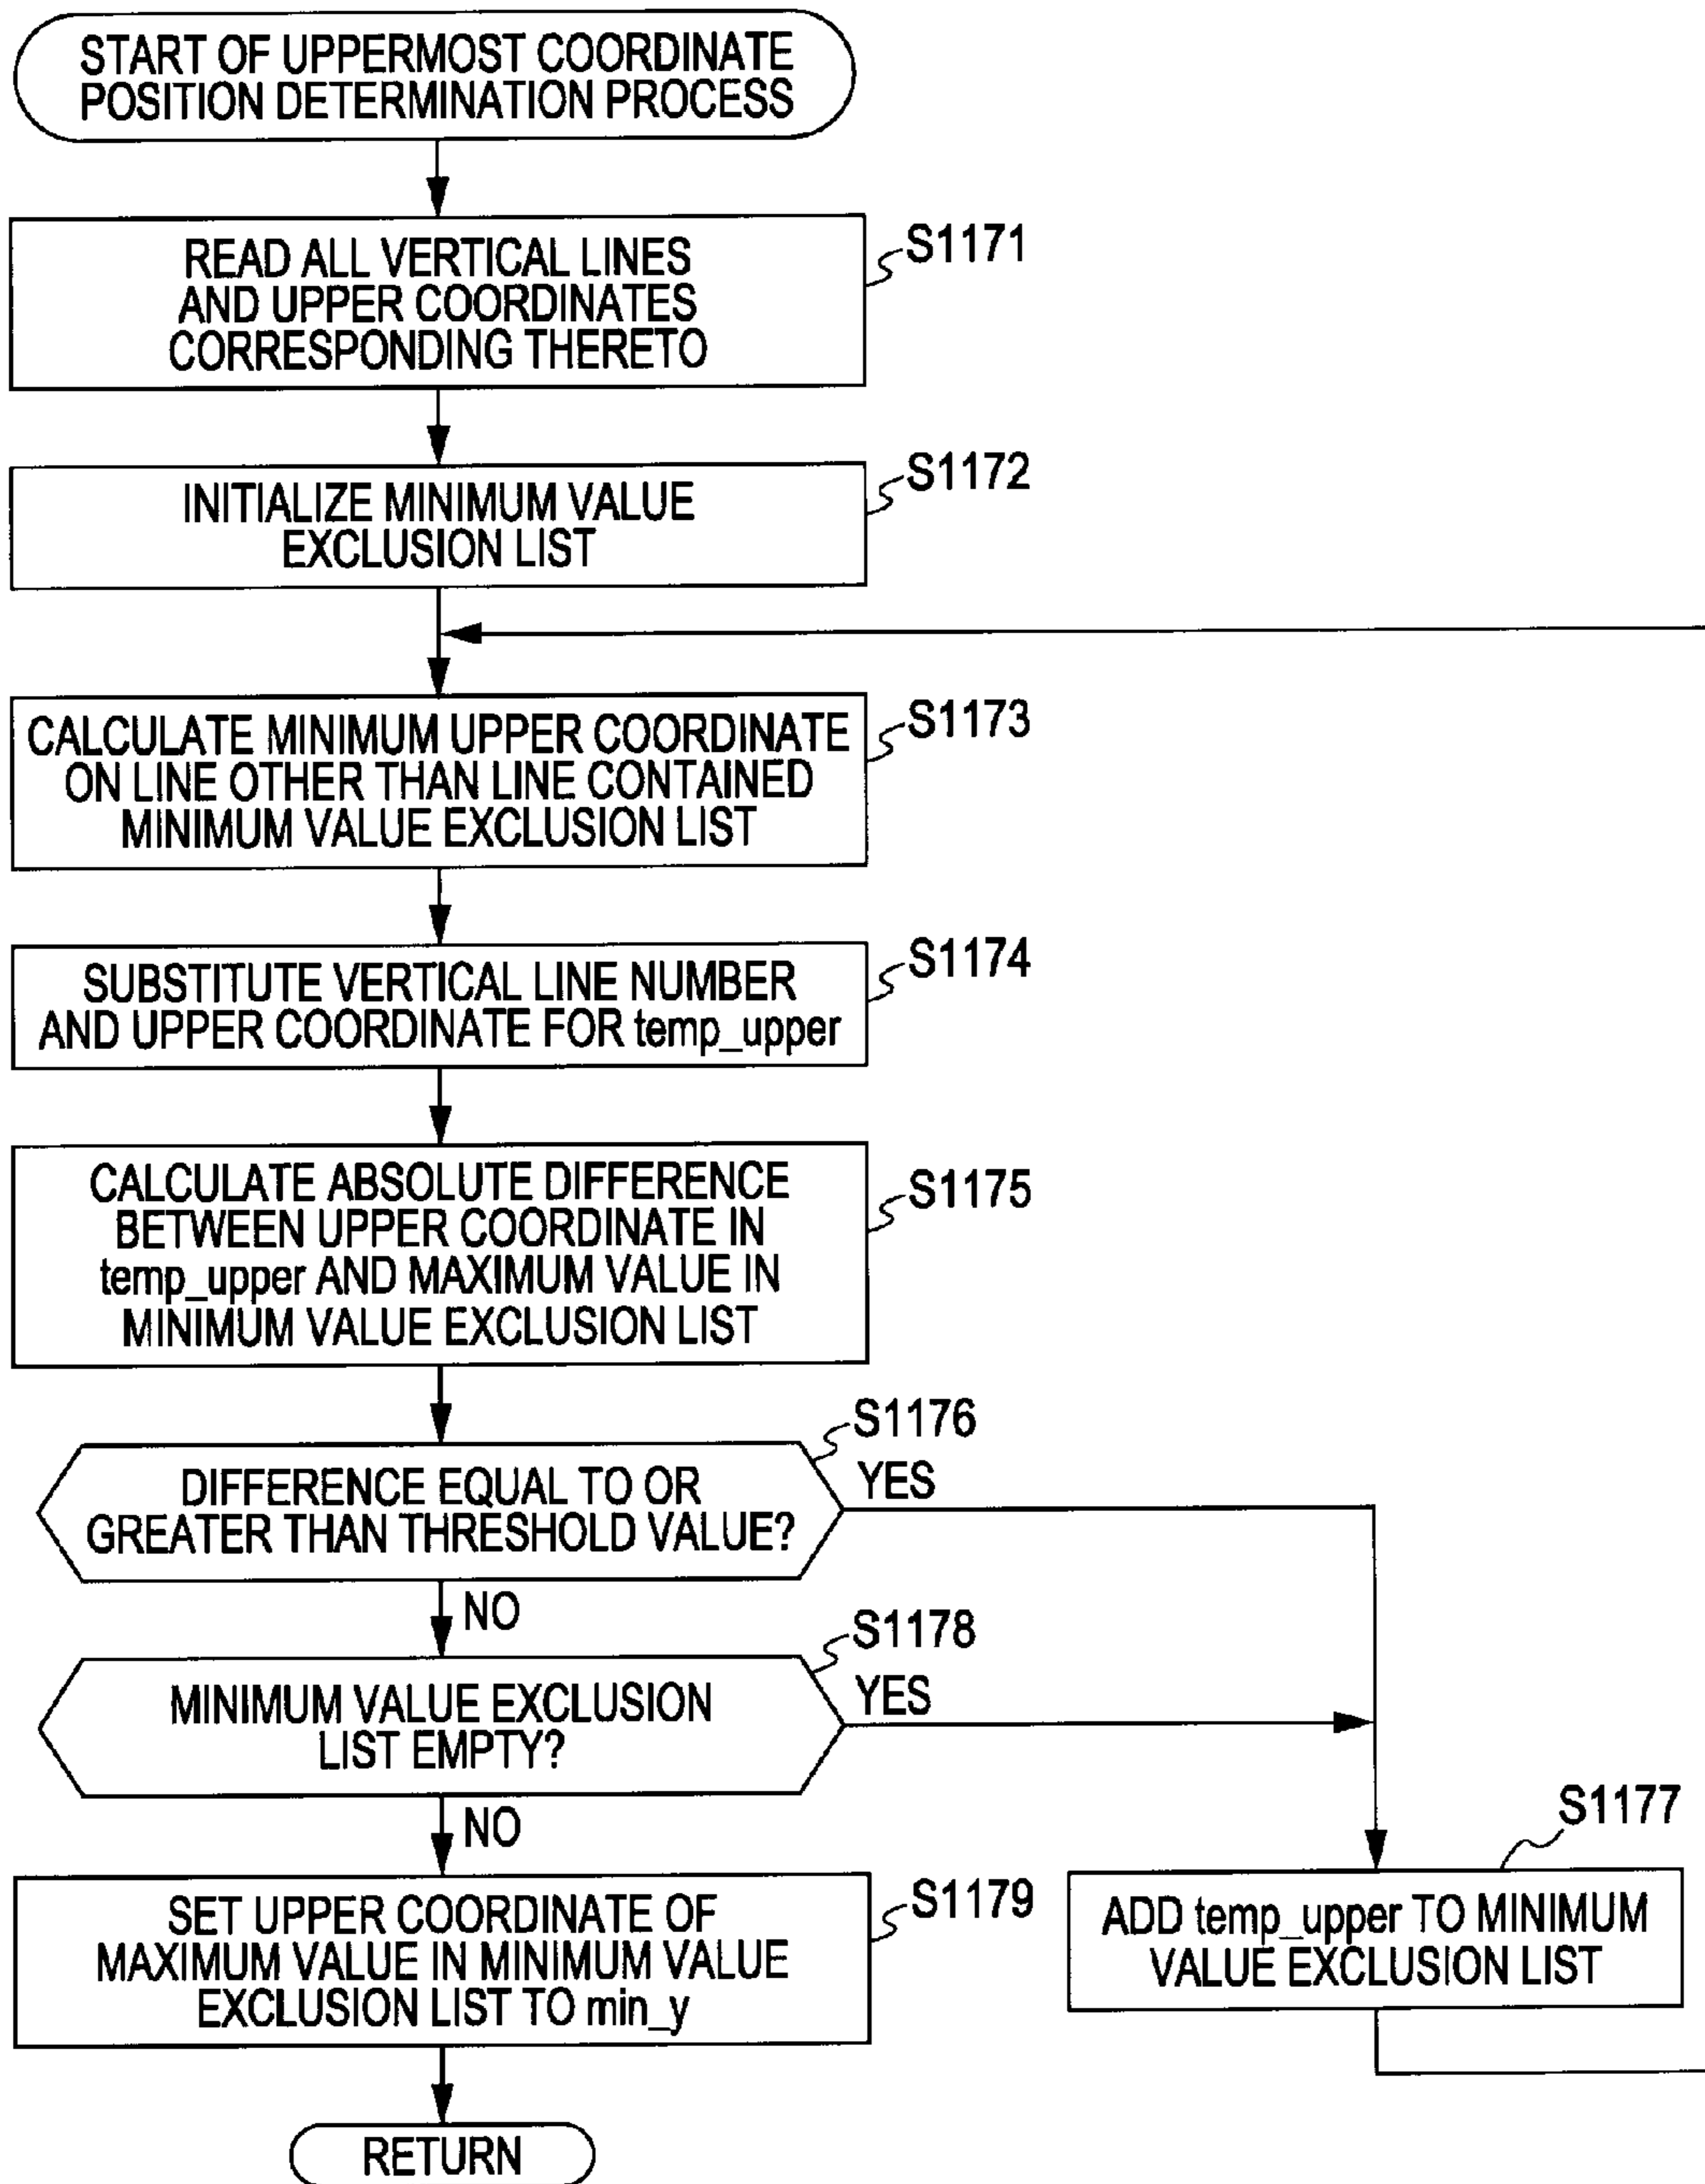 START OF UPPERMOST COORDINATE
POSITION DETERMINATION PROCESS
READ ALL VERTICAL LINES
AND UPPER COORDINATES
CORRESPONDING THERETO
S1171
INITIALIZE MINIMUM VALUE
EXCLUSION LIST
S1172
CALCULATE MINIMUM UPPER COORDINATE
ON LINE OTHER THAN LINE CONTAINED
MINIMUM VALUE EXCLUSION LIST
S1173
SUBSTITUTE VERTICAL LINE NUMBER
AND UPPER COORDINATE FOR temp_upper
S1174
CALCULATE ABSOLUTE DIFFERENCE
BETWEEN UPPER COORDINATE IN
temp_upper AND MAXIMUM VALUE IN
MINIMUM VALUE EXCLUSION LIST
S1175
DIFFERENCE EQUAL TO OR
GREATER THAN THRESHOLD VALUE?
S1176
YES
NO
MINIMUM VALUE EXCLUSION
LIST EMPTY?
S1178
YES
NO
S1177
ADD temp_upper TO MINIMUM
VALUE EXCLUSION LIST
SET UPPER COORDINATE OF
MAXIMUM VALUE IN MINIMUM VALUE
EXCLUSION LIST TO min_y
S1179
RETURN